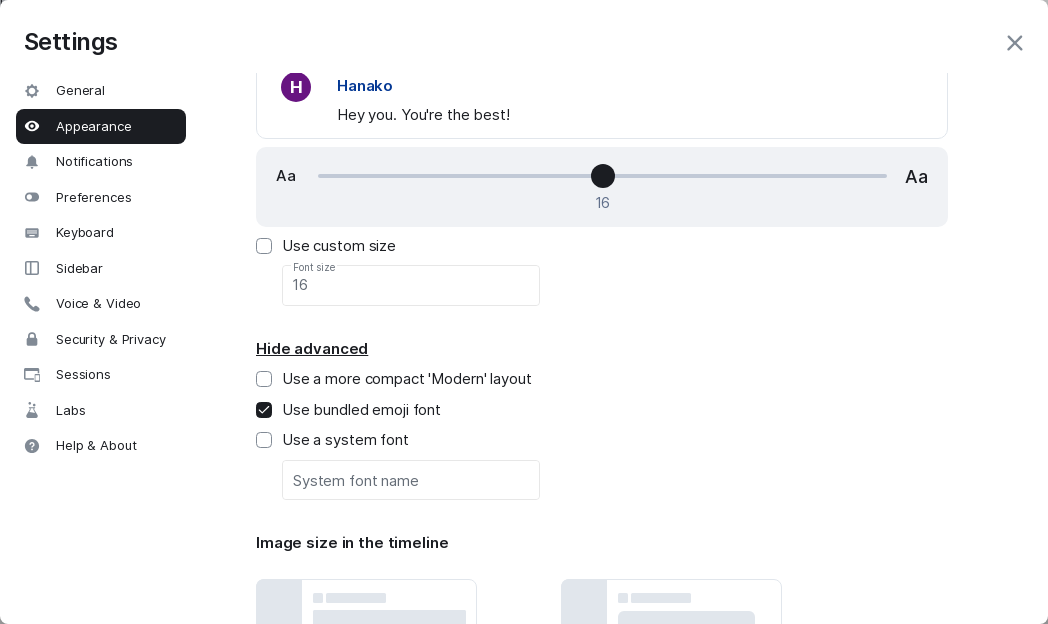 Settings
General
Appearance
Notifications
Preferences
Keyboard
Sidebar
Voice & Video
Security & Privacy
Sessions
Labs
Help & About
H
Hanako
Hey you. You're the best!
Aa
Aa
16
Use custom size
Font size
16
Hide advanced
Use a more compact 'Modern' layout
Use bundled emoji font
Use a system font
System font name
Image size in the timeline